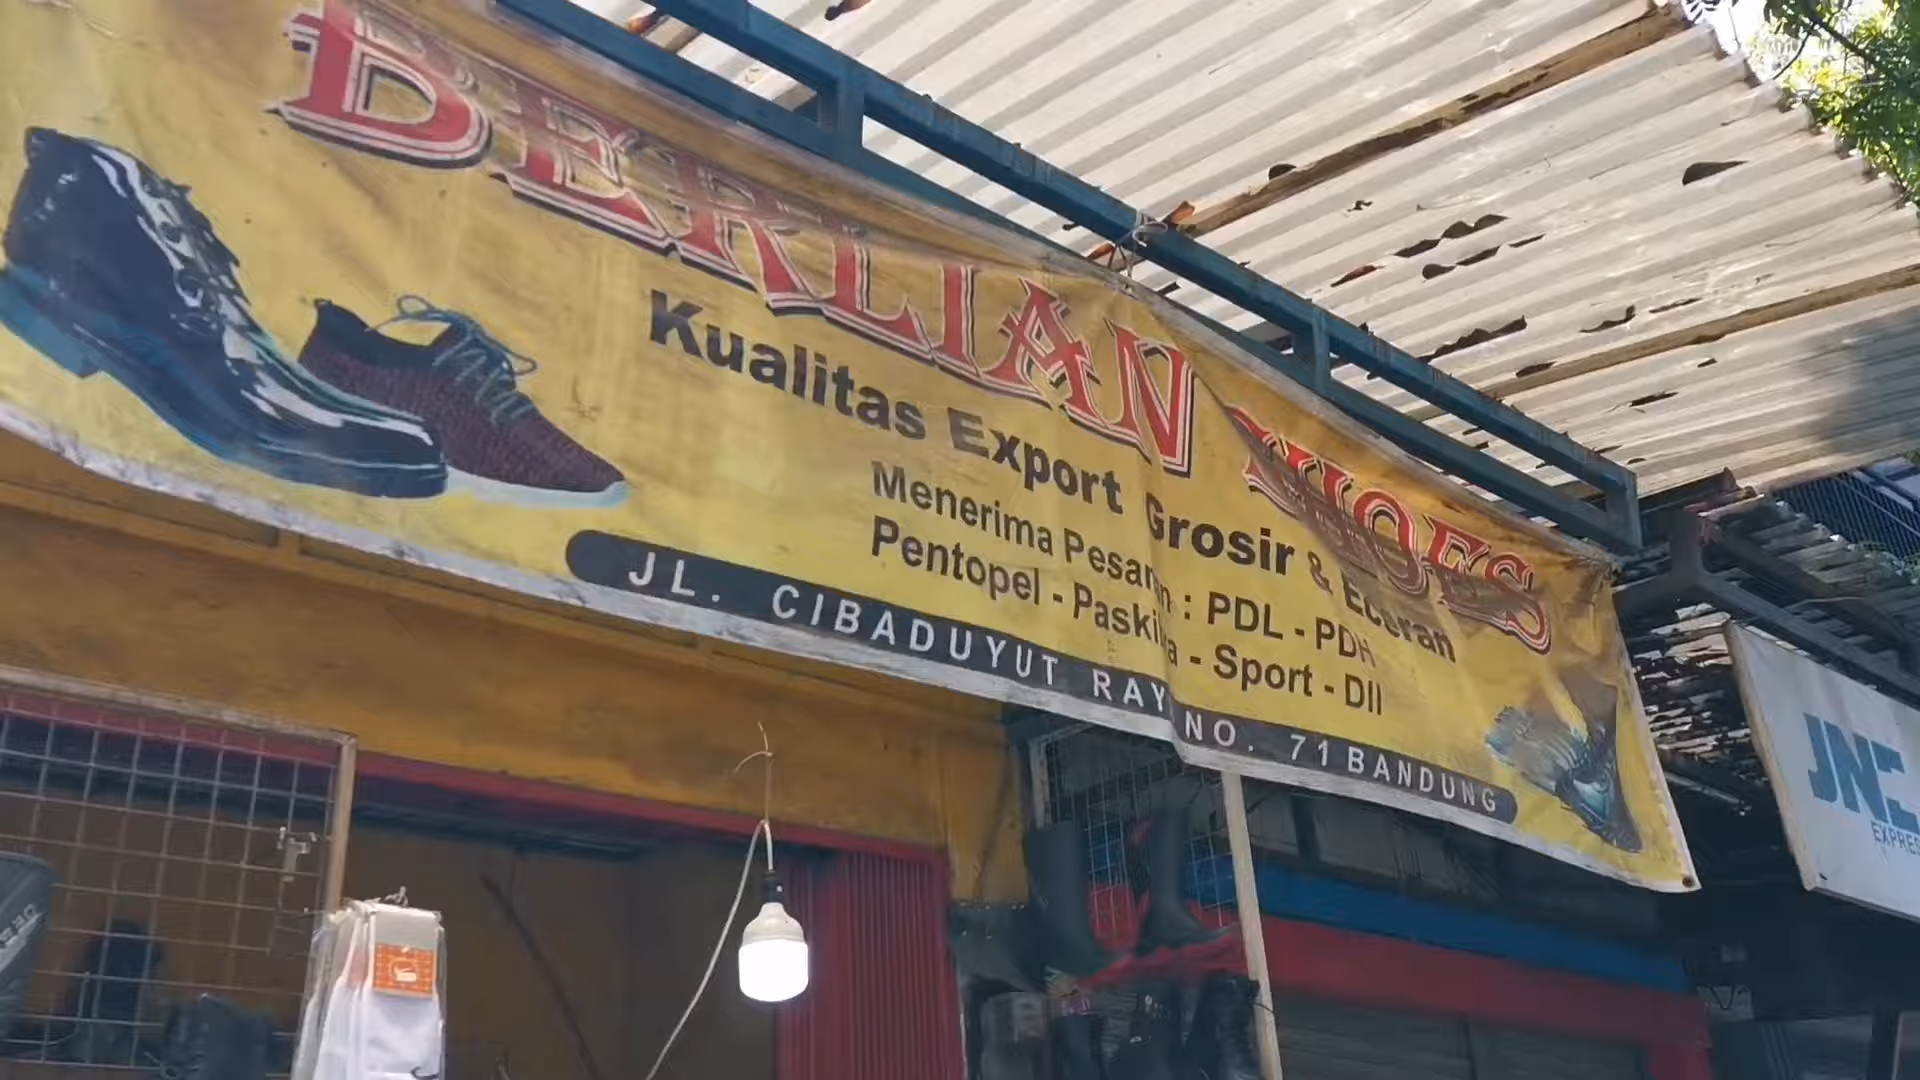 BERLIAN SHOES
Kualitas Export Grosir & Eceran
Menerima Pesanan : PDL - PDH
Pentopel - Paskibra - Sport - Dll
JL. CIBADUYUT RAYA NO. 71 BANDUNG
JNE
EXPRESS